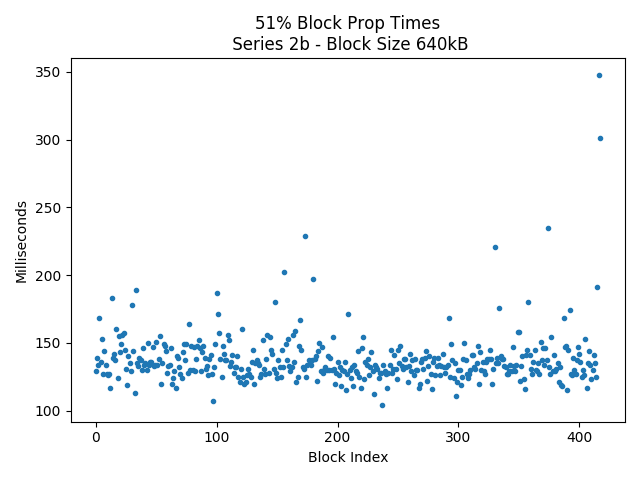 51% Block Prop Times
Series 2b - Block Size 640kB
350
300
250
200
150
100
Milliseconds
0 100 200 300 400
Block Index